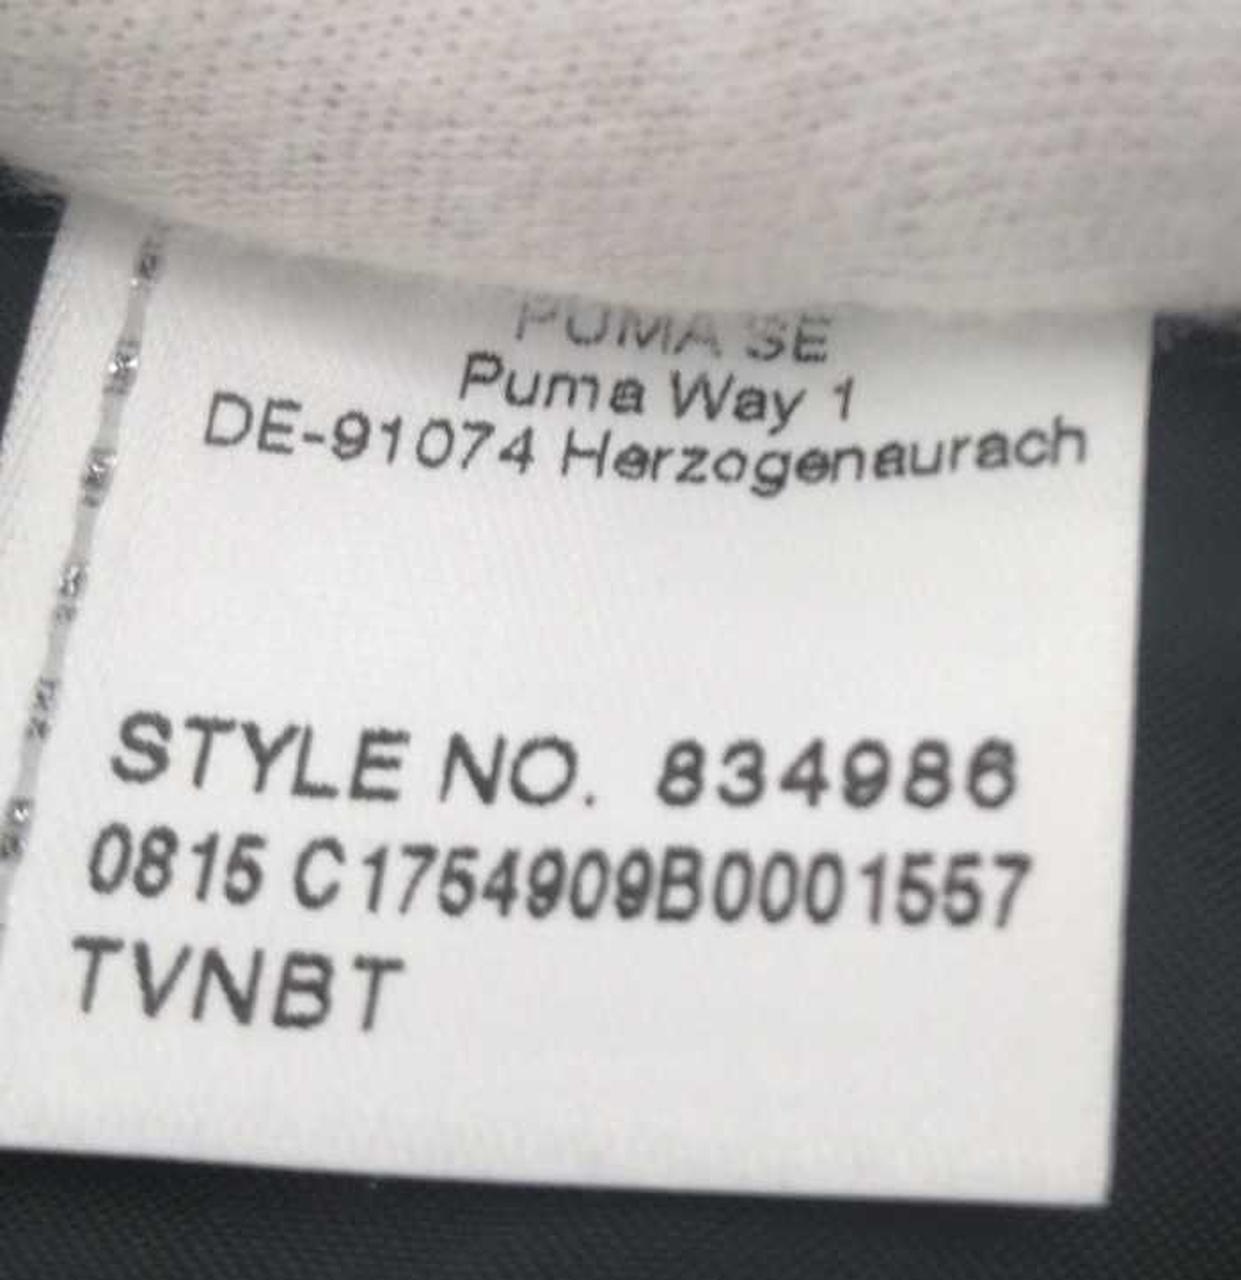 PUMA SE
Puma Way 1
DE-91074 Herzogenaurach
STYLE NO. 834986
0815 C1754909B0001557
TVNBT